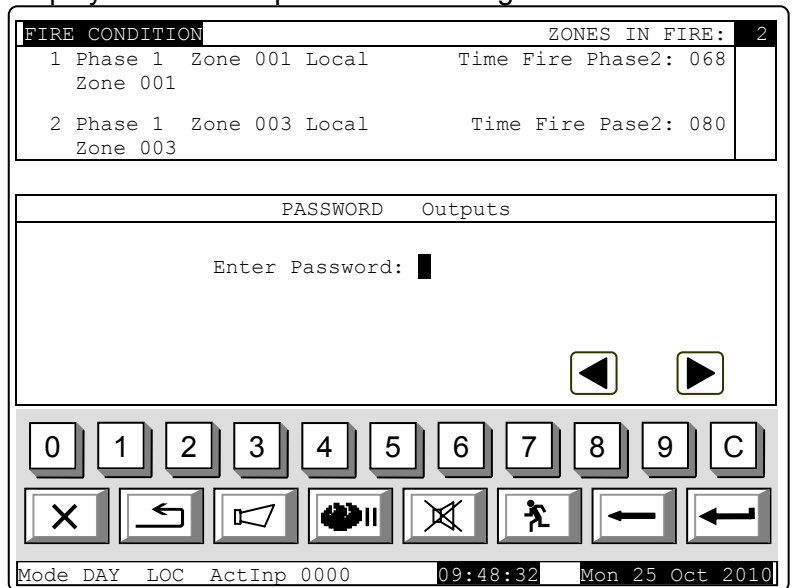 FIRE CONDITION ZONES IN FIRE: 2
1 Phase 1 Zone 001 Local Time Fire Phase2: 068
Zone 001
2 Phase 1 Zone 003 Local Time Fire Pase2: 080
Zone 003
PASSWORD Outputs
Enter Password:
0 1 2 3 4 5 6 7 8 9 C
Mode DAY LOC ActInp 0000 09:48:32 Mon 25 Oct 2010